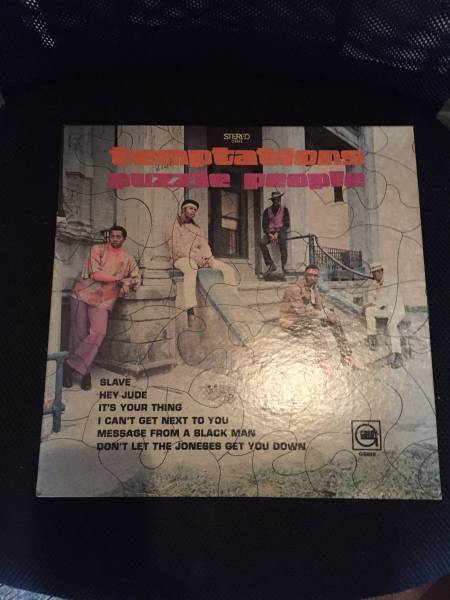 STEREO
temptations
puzzle people
SLAVE
HEY JUDE
IT'S YOUR THING
I CAN'T GET NEXT TO YOU
MESSAGE FROM A BLACK MAN
DON'T LET THE JONESES GET YOU DOWN